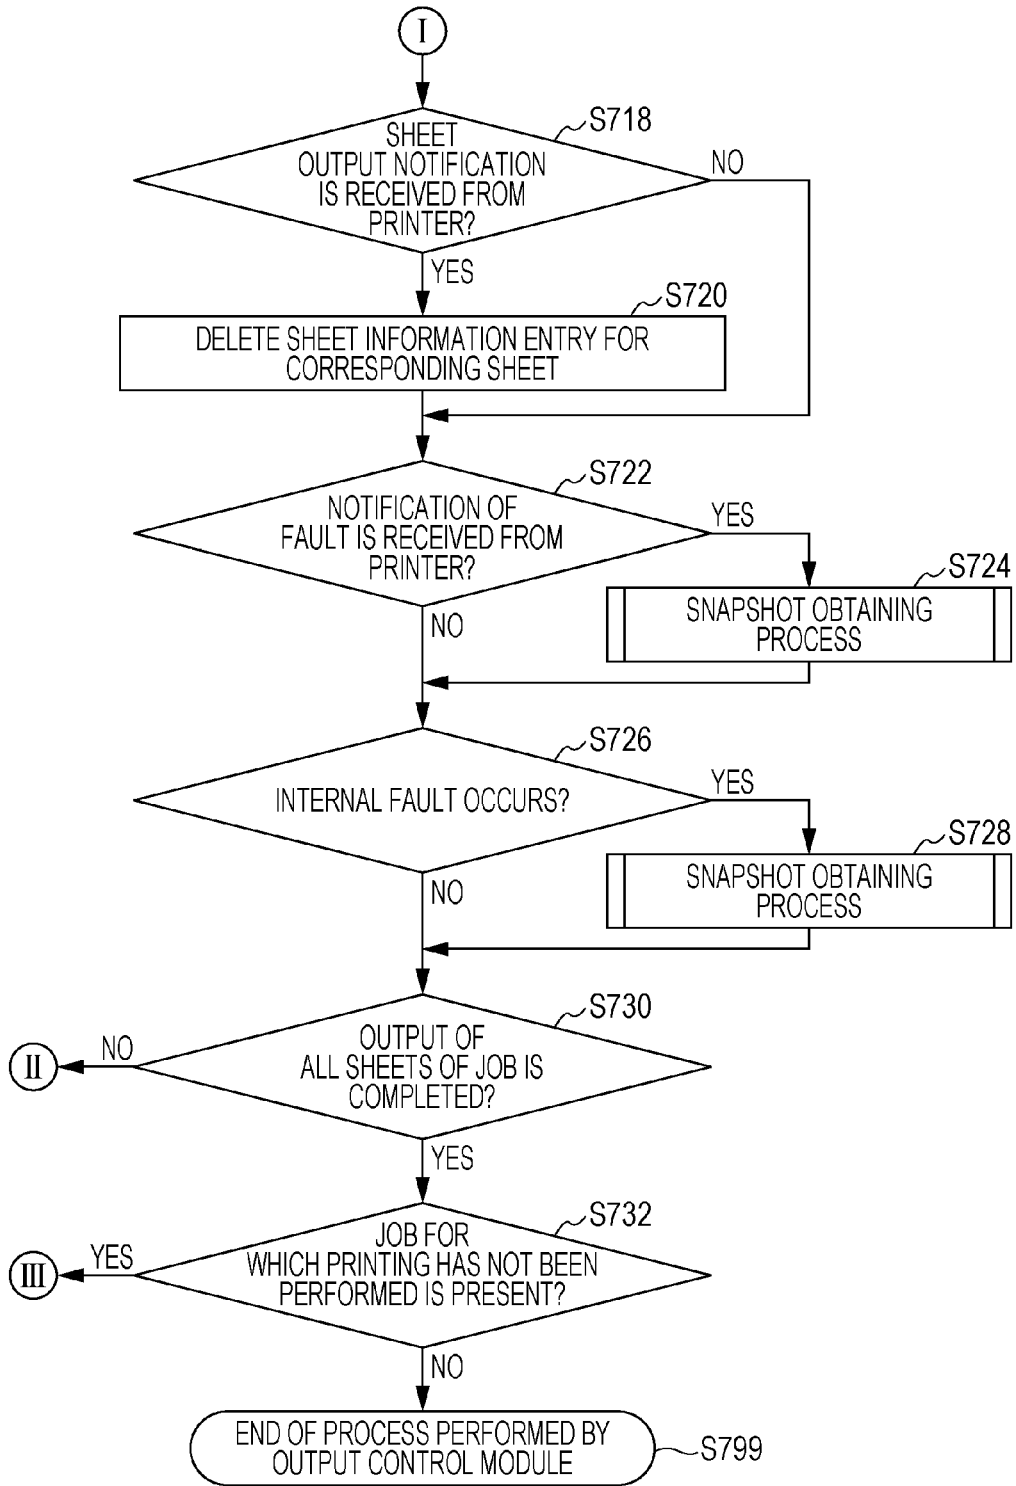 I
S718
SHEET
OUTPUT NOTIFICATION
IS RECEIVED FROM
PRINTER?
NO
YES
S720
DELETE SHEET INFORMATION ENTRY FOR
CORRESPONDING SHEET
S722
NOTIFICATION OF
FAULT IS RECEIVED FROM
PRINTER?
YES
NO
S724
SNAPSHOT OBTAINING
PROCESS
S726
INTERNAL FAULT OCCURS?
YES
NO
S728
SNAPSHOT OBTAINING
PROCESS
S730
OUTPUT OF
ALL SHEETS OF JOB IS
COMPLETED?
NO
II
YES
S732
JOB FOR
WHICH PRINTING HAS NOT BEEN
PERFORMED IS PRESENT?
YES
III
NO
END OF PROCESS PERFORMED BY
OUTPUT CONTROL MODULE
S799